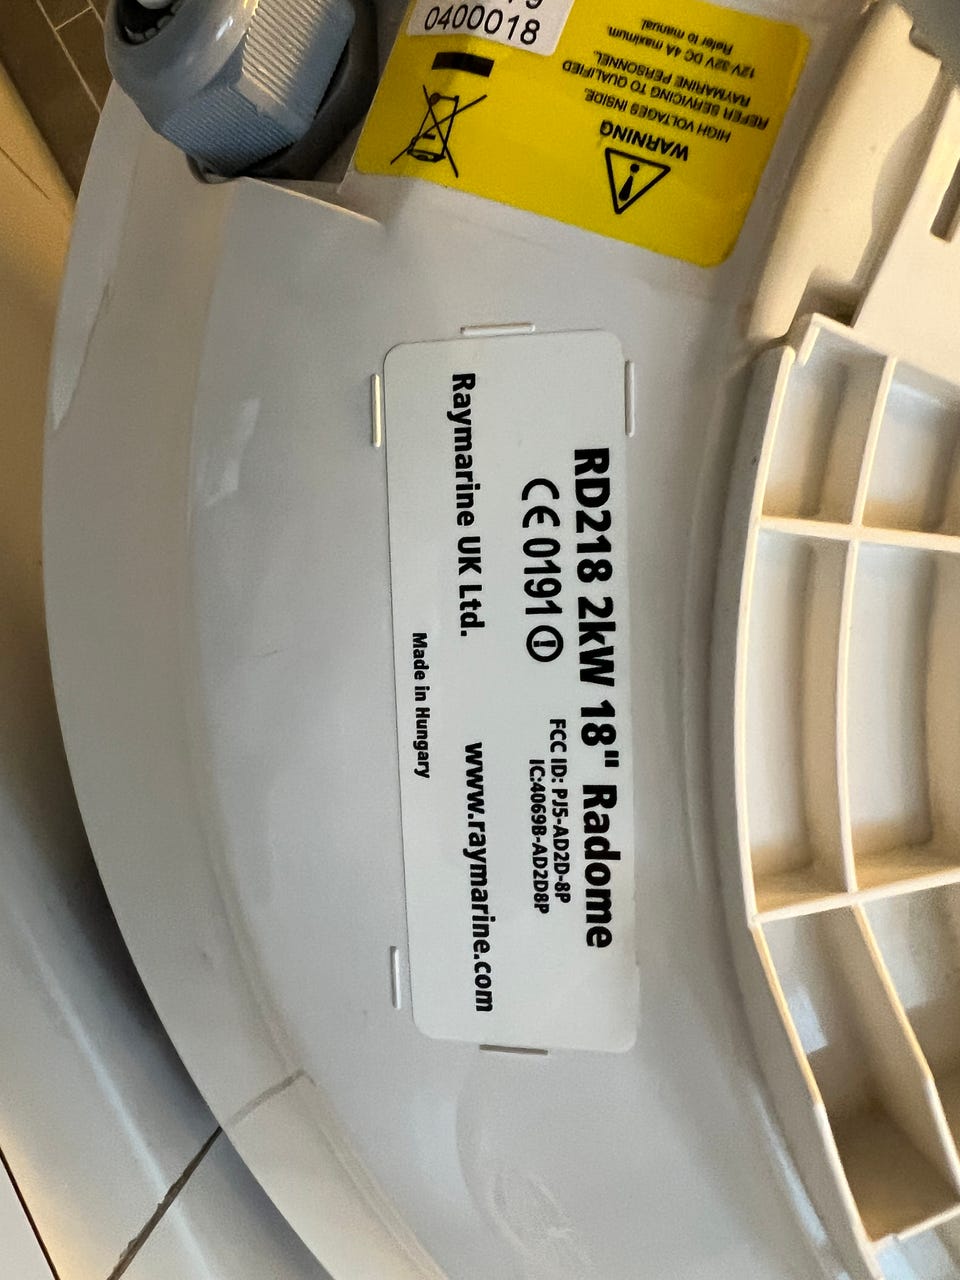 0400018
WARNING
HIGH VOLTAGES INSIDE.
REFER SERVICING TO QUALIFIED
RAYMARINE PERSONNEL.
12V-32V DC 4A maximum.
Refer to manual.
RD218 2kW 18" Radome
CE 0191
FCC ID: PJ5-AD2D-8P
IC:4069B-AD2D8P
Raymarine UK Ltd. www.raymarine.com
Made in Hungary